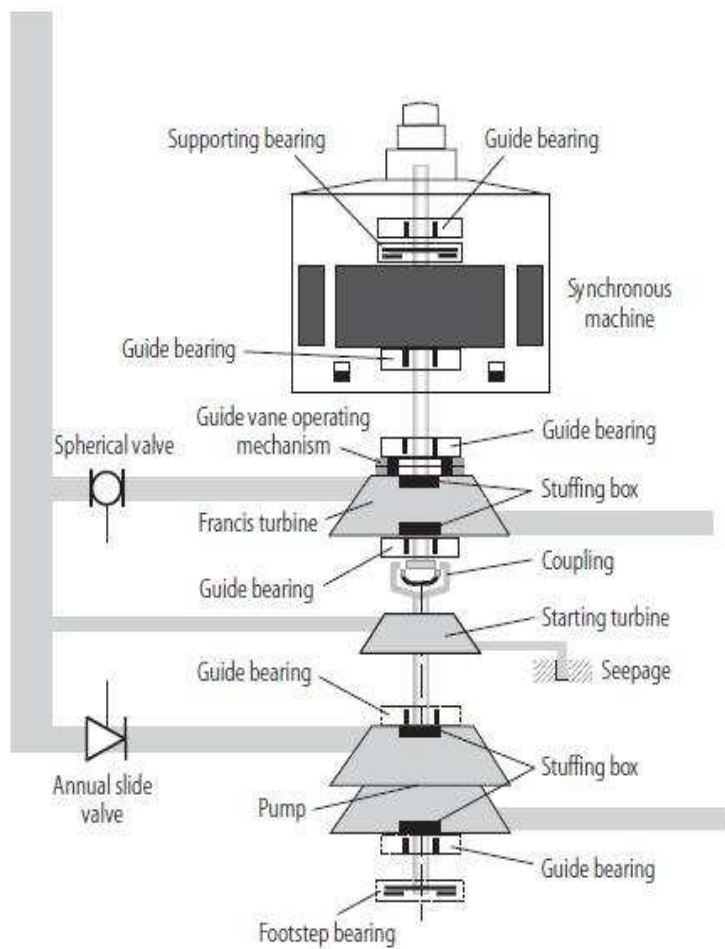 Supporting bearing
Guide bearing
Synchronous
machine
Guide bearing
Guide vane operating
mechanism
Guide bearing
Spherical valve
Stuffing box
Francis turbine
Coupling
Guide bearing
Starting turbine
Seepage
Guide bearing
Stuffing box
Annual slide
valve
Pump
Guide bearing
Footstep bearing